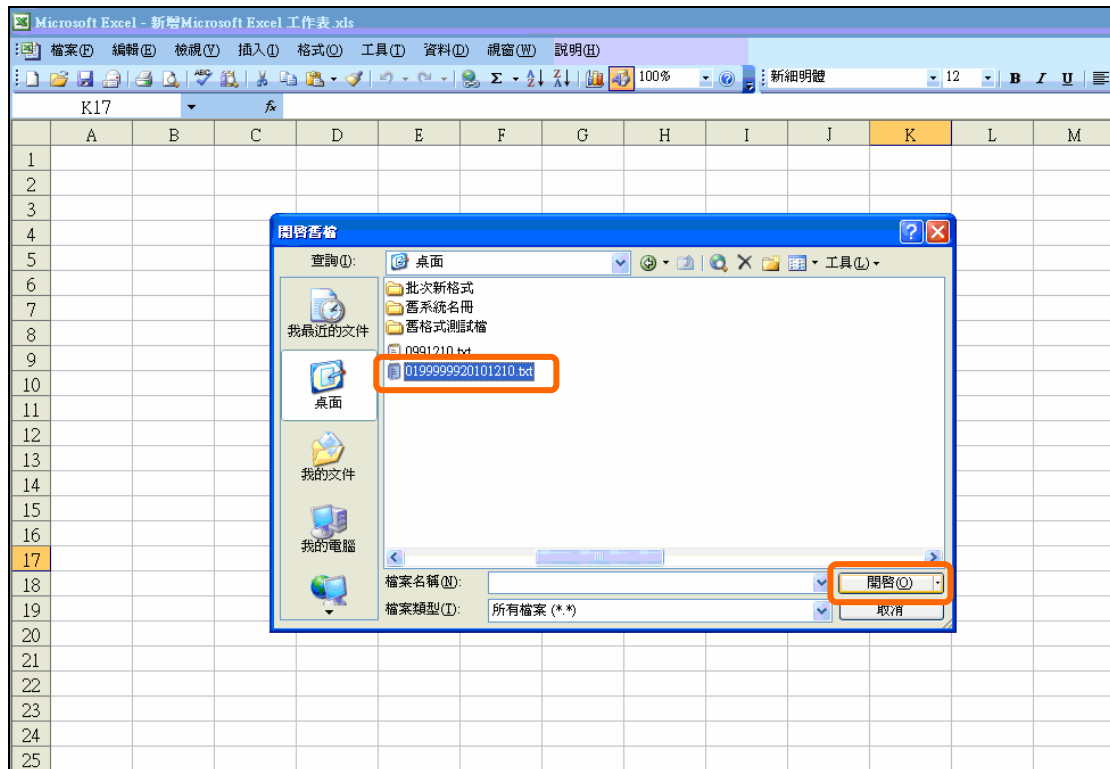 Microsoft Excel - 新增Microsoft Excel 工作表.xls
檔案(F) 編輯(E) 檢視(V) 插入(I) 格式(O) 工具(T) 資料(D) 視窗(W) 說明(H)
100% 新細明體 12 B I U
K17 fx
A B C D E F G H I J K L M
1
2
3
4
開啓舊檔
5
查詢(I): 桌面 工具(L)
6
批次新格式
7
舊系統名冊
8
舊格式測試檔
我最近的文件
9
0991210.txt
10
0199999920101210.txt
11
桌面
12
13
14
我的文件
15
16
我的電腦
17
18
檔案名稱(N): 開啓(O)
19
檔案類型(T): 所有檔案 (*.*) 取消
20
21
22
23
24
25